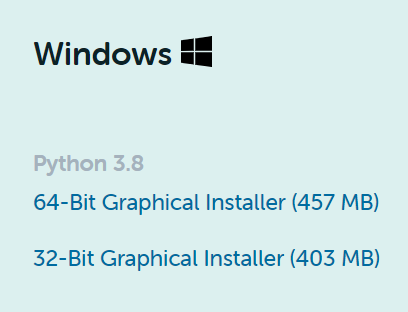 Windows
Python 3.8
64-Bit Graphical Installer (457 MB)
32-Bit Graphical Installer (403 MB)